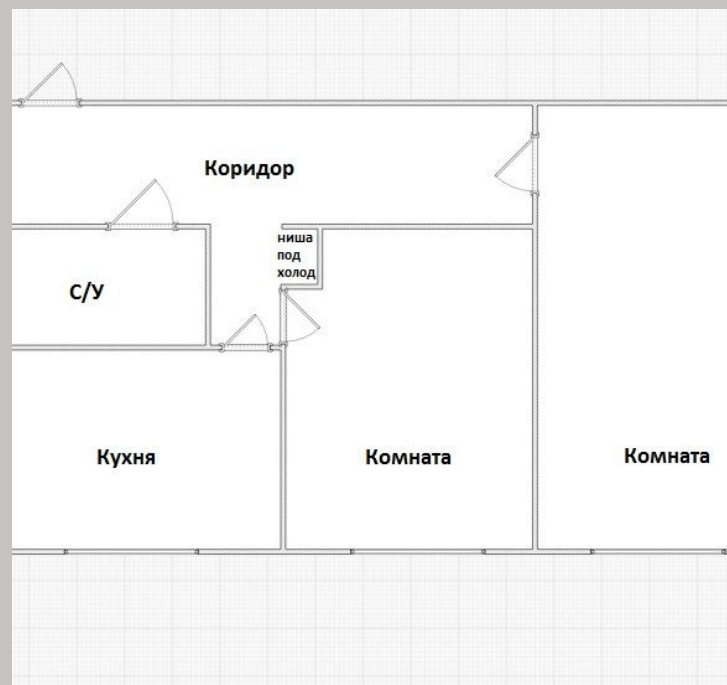 Коридор
ниша
под
холод
С/У
Кухня
Комната
Комната